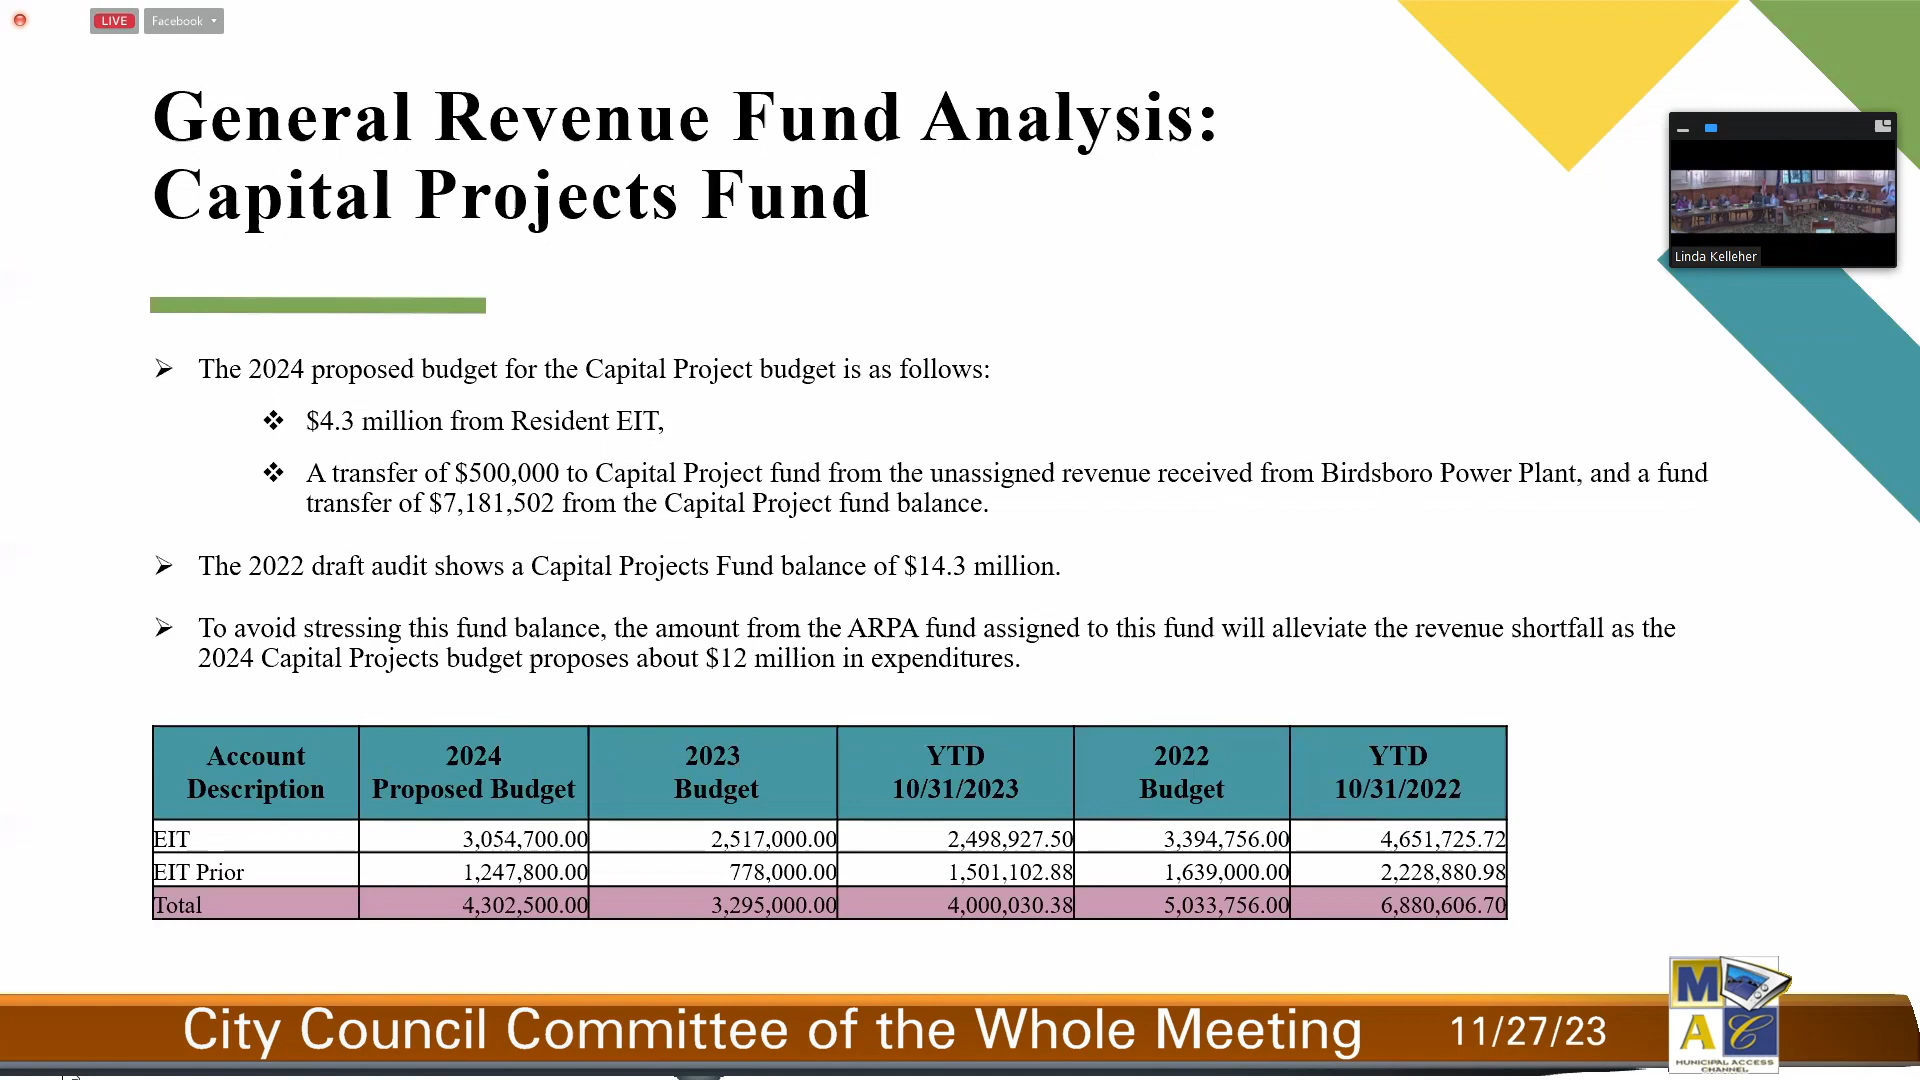 LIVE
Facebook
General Revenue Fund Analysis:
Capital Projects Fund
Linda Kelleher
The 2024 proposed budget for the Capital Project budget is as follows:
$4.3 million from Resident EIT,
A transfer of $500,000 to Capital Project fund from the unassigned revenue received from Birdsboro Power Plant, and a fund
transfer of $7,181,502 from the Capital Project fund balance.
The 2022 draft audit shows a Capital Projects Fund balance of $14.3 million.
To avoid stressing this fund balance, the amount from the ARPA fund assigned to this fund will alleviate the revenue shortfall as the
2024 Capital Projects budget proposes about $12 million in expenditures.
Account Description 2024 Proposed Budget 2023 Budget YTD 10/31/2023 2022 Budget YTD 10/31/2022
EIT 3,054,700.00 2,517,000.00 2,498,927.50 3,394,756.00 4,651,725.72
EIT Prior 1,247,800.00 778,000.00 1,501,102.88 1,639,000.00 2,228,880.98
Total 4,302,500.00 3,295,000.00 4,000,030.38 5,033,756.00 6,880,606.70
City Council Committee of the Whole Meeting 11/27/23
M
A C
MUNICIPAL ACCESS
CHANNEL